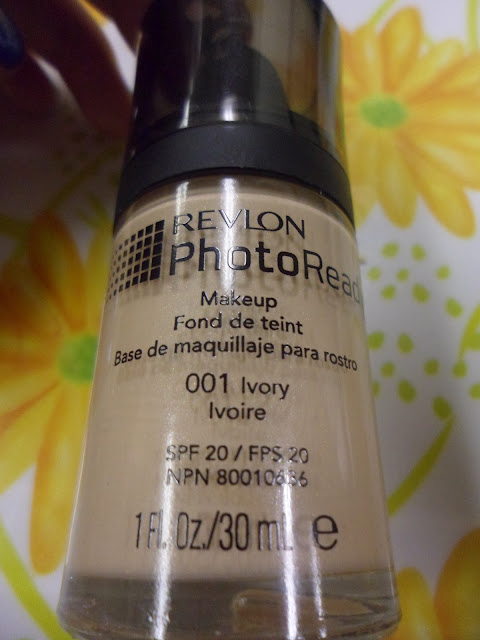 REVLON
PhotoRead
Makeup
Fond de teint
Base de maquillaje para rostro
001 Ivory
Ivoire
SPF 20 / FPS 20
NPN 80010636
1 Fl. Oz./30 mL e